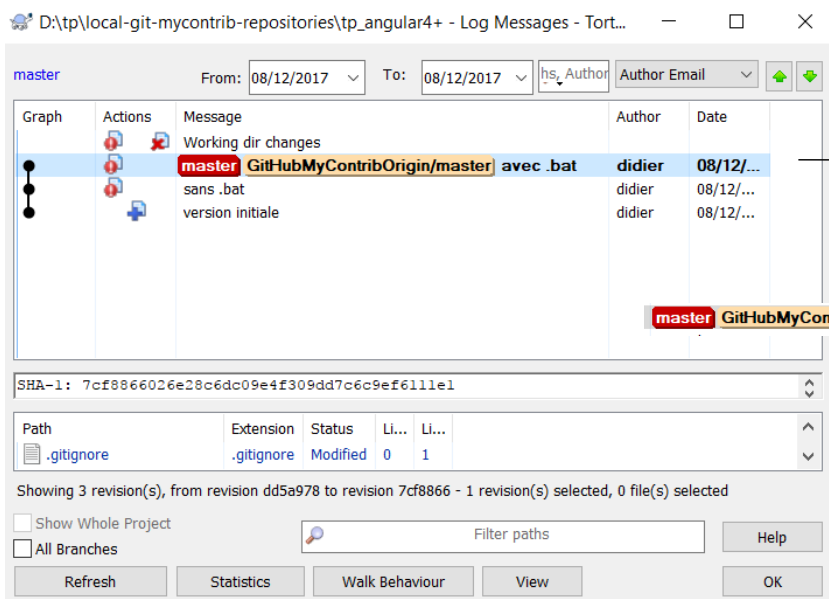 D:\tp\local-git-mycontrib-repositories\tp_angular4+ - Log Messages - Tort...
master From: 08/12/2017 To: 08/12/2017 hs, Author Author Email
Graph Actions Message Author Date
Working dir changes
master GitHubMyContribOrigin/master avec .bat didier 08/12/...
sans .bat didier 08/12/...
version initiale didier 08/12/...
master GitHubMyCon
SHA-1: 7cf8866026e28c6dc09e4f309dd7c6c9ef6111e1
Path Extension Status Li... Li...
.gitignore .gitignore Modified 0 1
Showing 3 revision(s), from revision dd5a978 to revision 7cf8866 - 1 revision(s) selected, 0 file(s) selected
Show Whole Project
Filter paths Help
All Branches
Refresh Statistics Walk Behaviour View OK